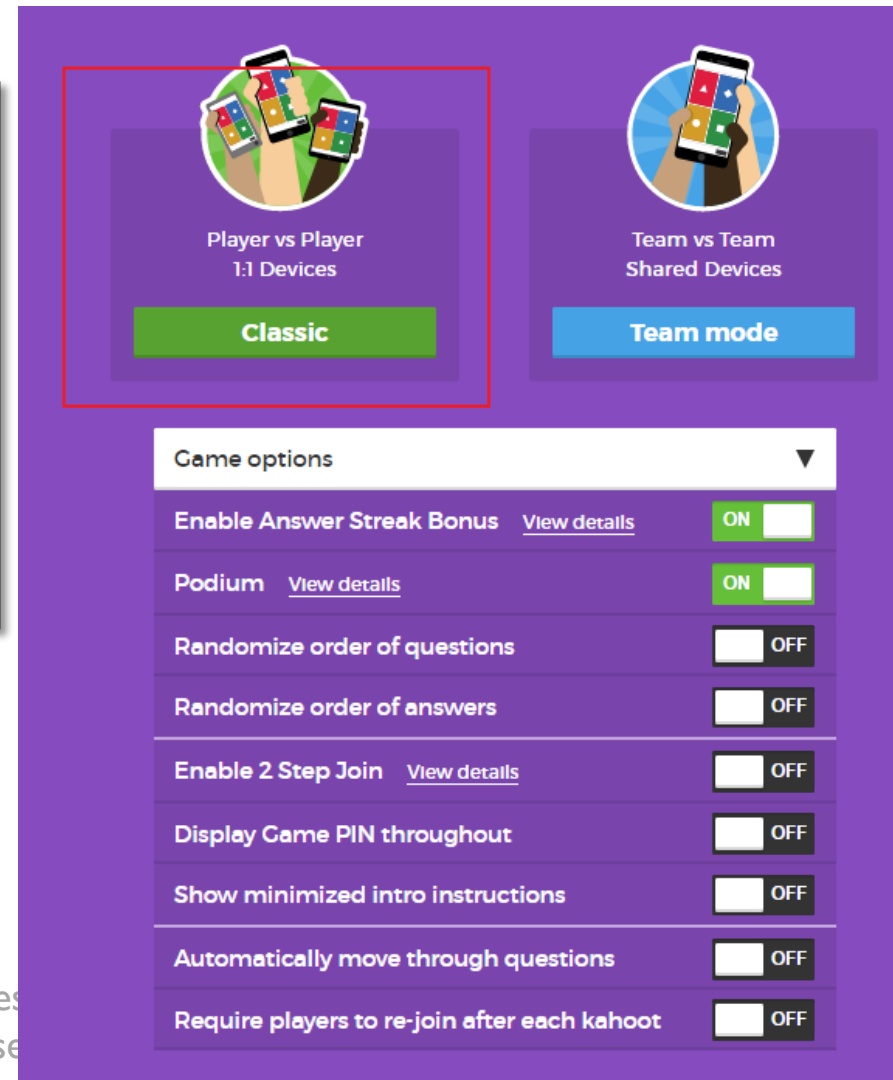 Player vs Player
1:1 Devices
Classic
Team vs Team
Shared Devices
Team mode
Game options
Enable Answer Streak Bonus View details ON
Podium View details ON
Randomize order of questions OFF
Randomize order of answers OFF
Enable 2 Step Join View details OFF
Display Game PIN throughout OFF
Show minimized intro instructions OFF
Automatically move through questions OFF
Require players to re-join after each kahoot OFF